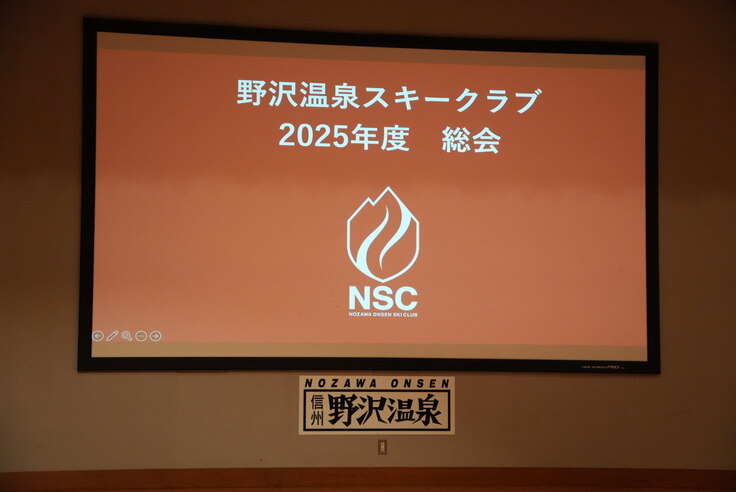 野沢温泉スキークラブ
2025年度　総会
NSC
NOZAWA ONSEN SKI CLUB
NOZAWA ONSEN
信州 野沢温泉